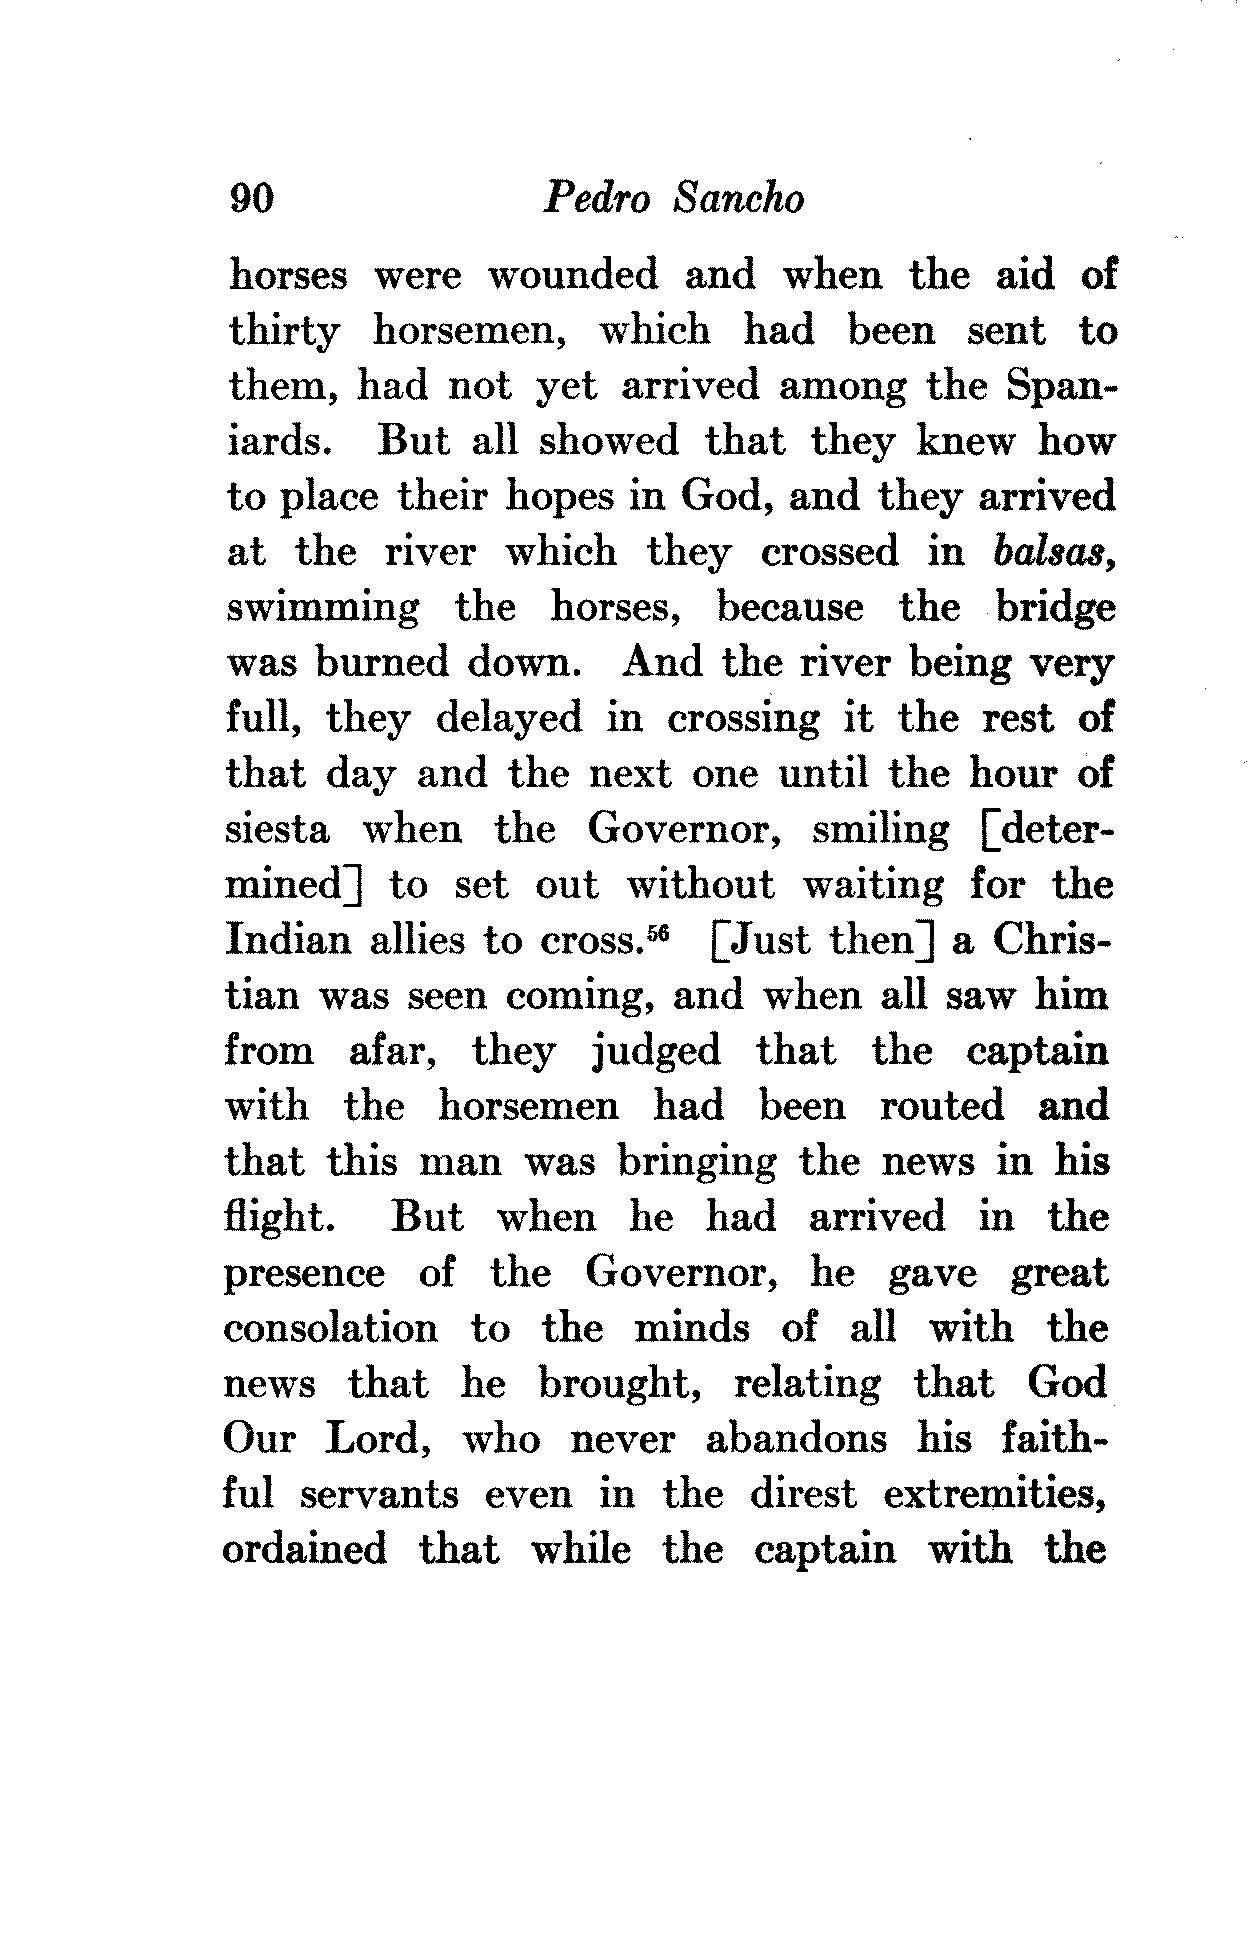 90 Pedro Sancho
horses were wounded and when the aid of
thirty horsemen, which had been sent to
them, had not yet arrived among the Span-
iards. But all showed that they knew how
to place their hopes in God, and they arrived
at the river which they crossed in balsas,
swimming the horses, because the bridge
was burned down. And the river being very
full, they delayed in crossing it the rest of
that day and the next one until the hour of
siesta when the Governor, smiling [deter-
mined] to set out without waiting for the
Indian allies to cross.⁵⁶ [Just then] a Chris-
tian was seen coming, and when all saw him
from afar, they judged that the captain
with the horsemen had been routed and
that this man was bringing the news in his
flight. But when he had arrived in the
presence of the Governor, he gave great
consolation to the minds of all with the
news that he brought, relating that God
Our Lord, who never abandons his faith-
ful servants even in the direst extremities,
ordained that while the captain with the